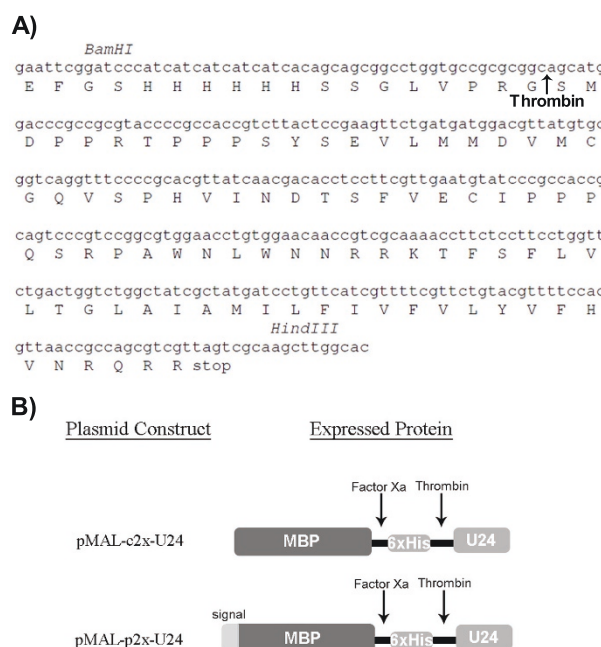 A)
BamHI
gaattcggatcccatcatcatcatcatcacagcagcggcctggtgccgcgcggcagcatg
E F G S H H H H H H S S G L V P R G S M
Thrombin
gacccgccgcgtaccccgccaccgtcttactccgaagttctgatgatggacgttatgtgc
D P P R T P P P S Y S E V L M M D V M C
ggtcaggtttccccgcacgttatcaacgacacctccttcgttgaatgtatcccgccaccg
G Q V S P H V I N D T S F V E C I P P P
cagtcccgtccggcgtggaacctgtggaacaaccgtcgcaaaaccttctccttcctggtt
Q S R P A W N L W N N R R K T F S F L V
ctgactggtctggctatcgctatgatcctgttcatcgttttcgttctgtacgttttccac
L T G L A I A M I L F I V F V L Y V F H
HindIII
gttaaccgccagcgtcgttagtcgcaagcttggcac
V N R Q R R stop
B)
Plasmid Construct Expressed Protein
Factor Xa Thrombin
pMAL-c2x-U24 MBP 6xHis U24
Factor Xa Thrombin
signal
pMAL-p2x-U24 MBP 6xHis U24